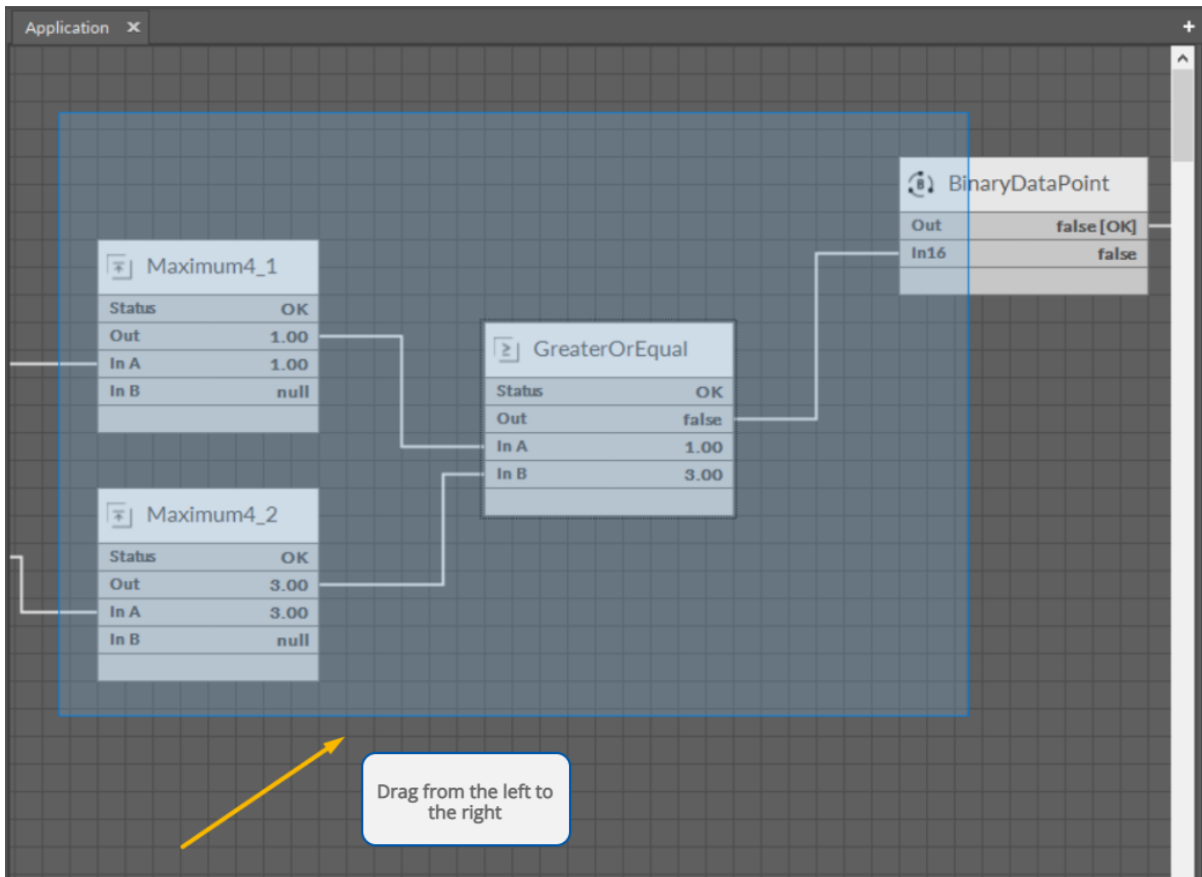 Application
Maximum4_1
Status OK
Out 1.00
In A 1.00
In B null
Maximum4_2
Status OK
Out 3.00
In A 3.00
In B null
GreaterOrEqual
Status OK
Out false
In A 1.00
In B 3.00
B BinaryDataPoint
Out false [OK]
In16 false
Drag from the left to
the right